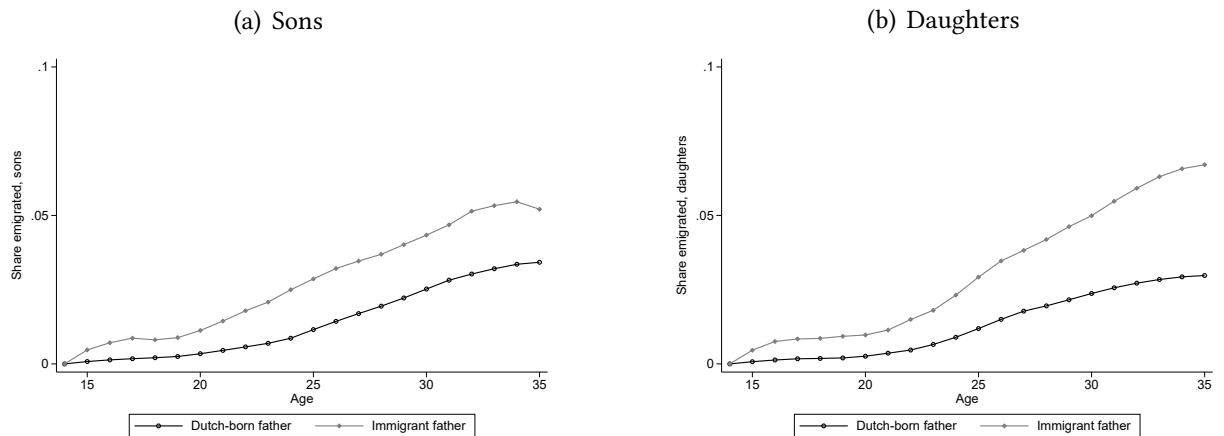 (a) Sons
.1
.05
0
Share emigrated, sons
15 20 25 30 35
Age
Dutch-born father Immigrant father
(b) Daughters
.1
.05
0
Share emigrated, daughters
15 20 25 30 35
Age
Dutch-born father Immigrant father